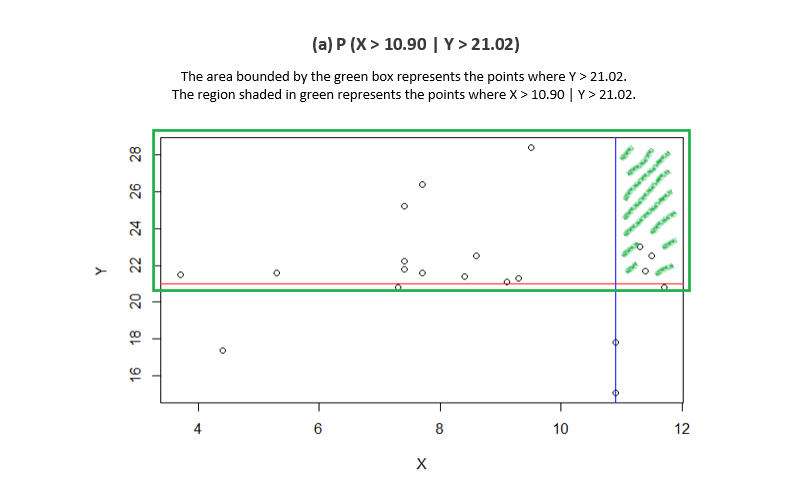 (a) P (X > 10.90 | Y > 21.02)
The area bounded by the green box represents the points where Y > 21.02.
The region shaded in green represents the points where X > 10.90 | Y > 21.02.
28
26
24
22
20
18
16
Y
4 6 8 10 12
X